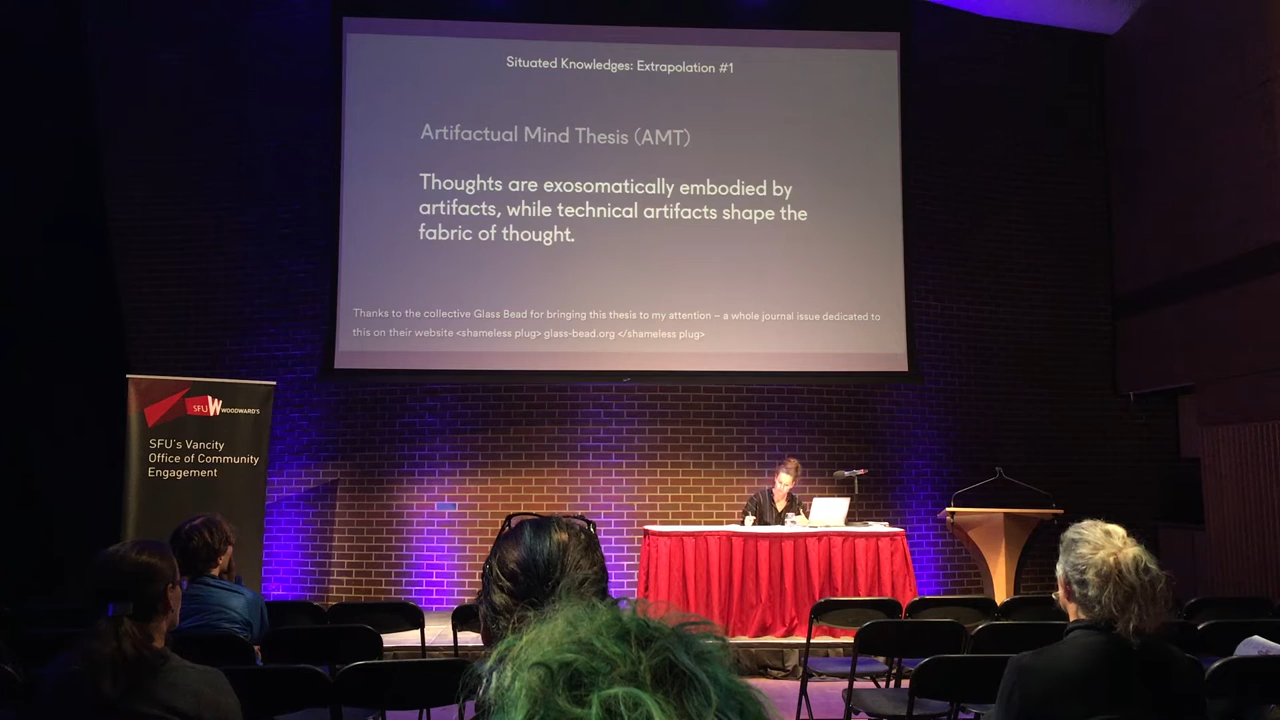 Situated Knowledges: Extrapolation #1
Artifactual Mind Thesis (AMT)
Thoughts are exosomatically embodied by
artifacts, while technical artifacts shape the
fabric of thought.
Thanks to the collective Glass Bead for bringing this thesis to my attention – a whole journal issue dedicated to
this on their website <shameless plug> glass-bead.org </shameless plug>
SFU W WOODWARD'S
SFU's Vancity
Office of Community
Engagement